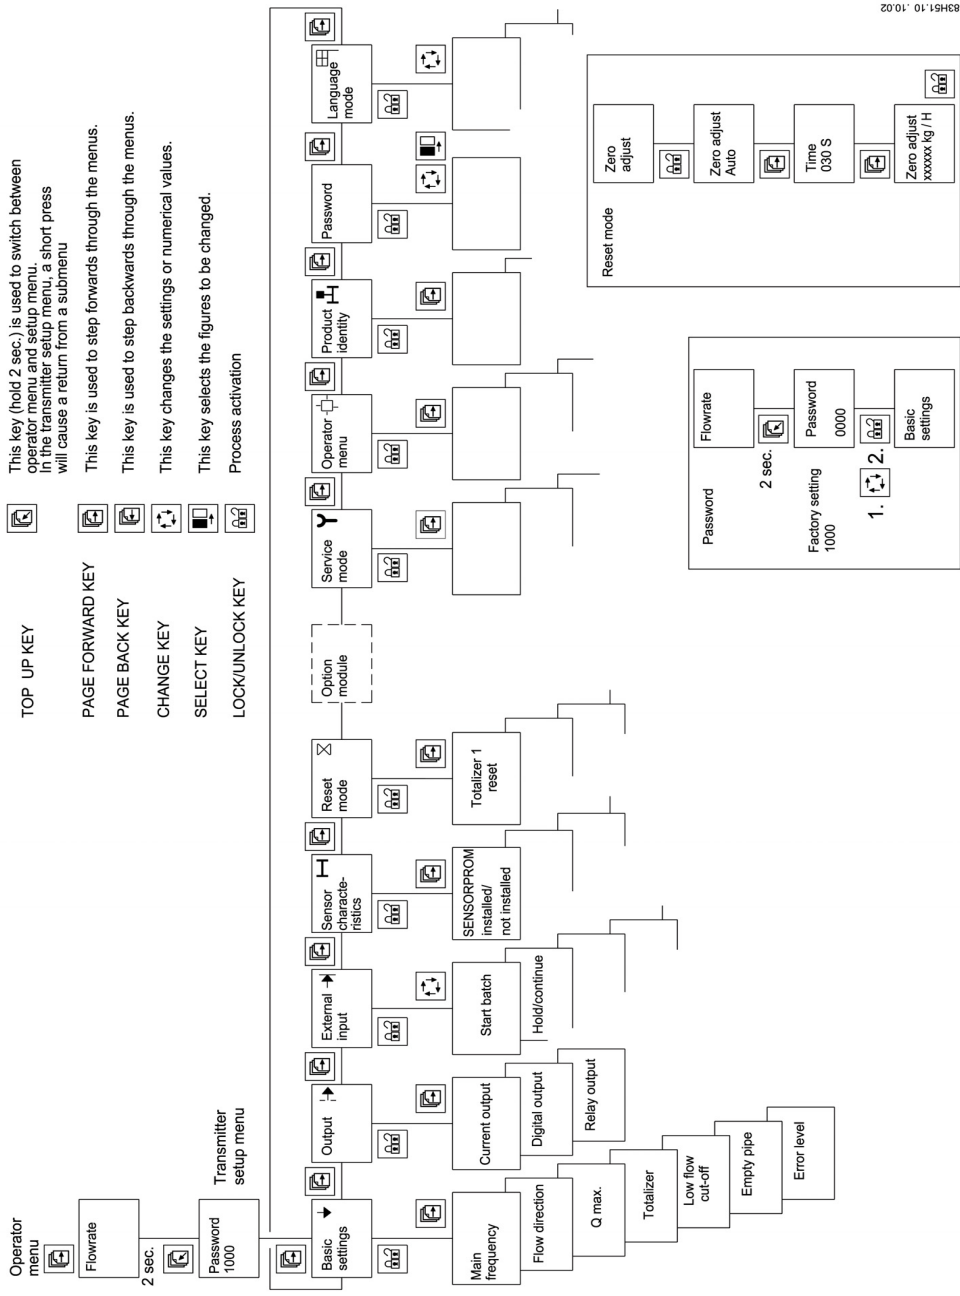 TOP UP KEY
This key (hold 2 sec.) is used to switch between
operator menu and setup menu.
In the transmitter setup menu, a short press
will cause a return from a submenu
PAGE FORWARD KEY
This key is used to step forwards through the menus.
PAGE BACK KEY
This key is used to step backwards through the menus.
CHANGE KEY
This key changes the settings or numerical values.
SELECT KEY
This key selects the figures to be changed.
LOCK/UNLOCK KEY
Process activation
Operator
menu
Flowrate
2 sec.
Password
1000
Transmitter
setup menu
Basic
settings
Output
External
input
Sensor
characte-
ristics
Reset
mode
Option
module
Service
mode
Operator
menu
Product
identity
Password
Language
mode
Main
frequency
Flow direction
Q max.
Totalizer
Low flow
cut-off
Empty pipe
Error level
Current output
Digital output
Relay output
Start batch
Hold/continue
SENSORPROM
installed/
not installed
Totalizer 1
reset
Password
Flowrate
2 sec.
Factory setting
1000
Password
0000
1.
2.
Basic
settings
Reset mode
Zero
adjust
Zero adjust
Auto
Time
030 S
Zero adjust
xxxxxx kg / H
83H51.10 .10.02